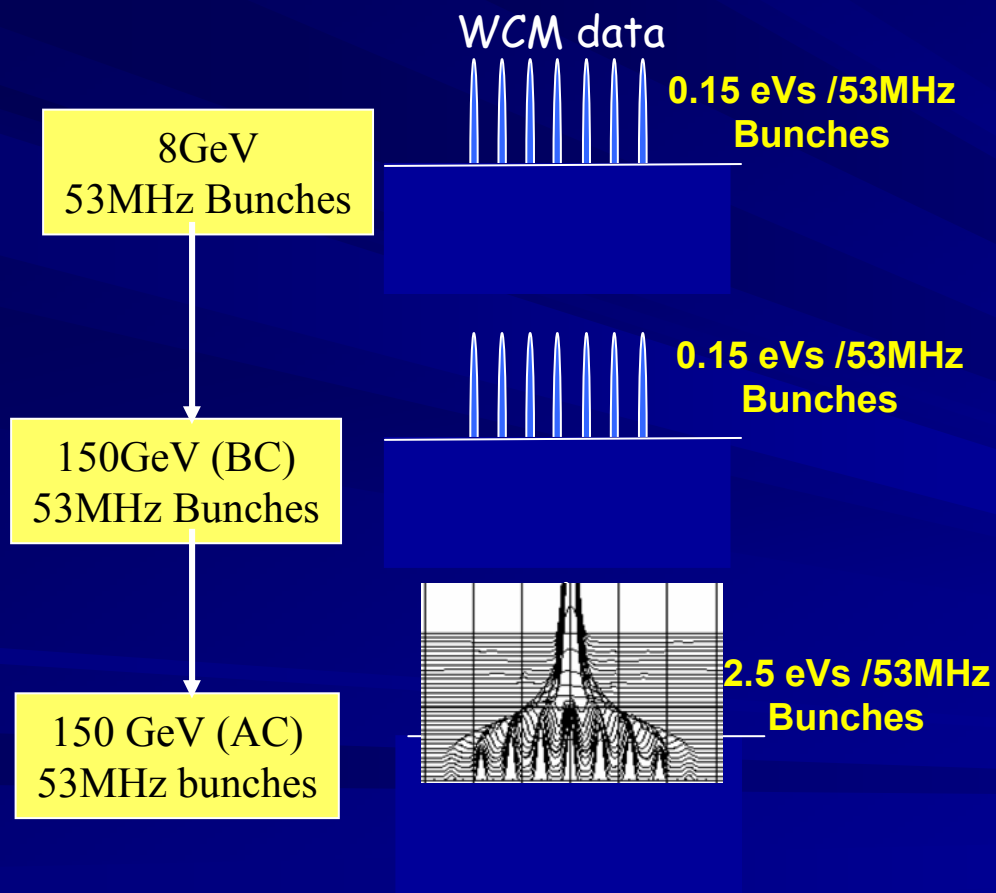 WCM data
0.15 eVs /53MHz
Bunches
8GeV
53MHz Bunches
0.15 eVs /53MHz
Bunches
150GeV (BC)
53MHz Bunches
2.5 eVs /53MHz
Bunches
150 GeV (AC)
53MHz bunches